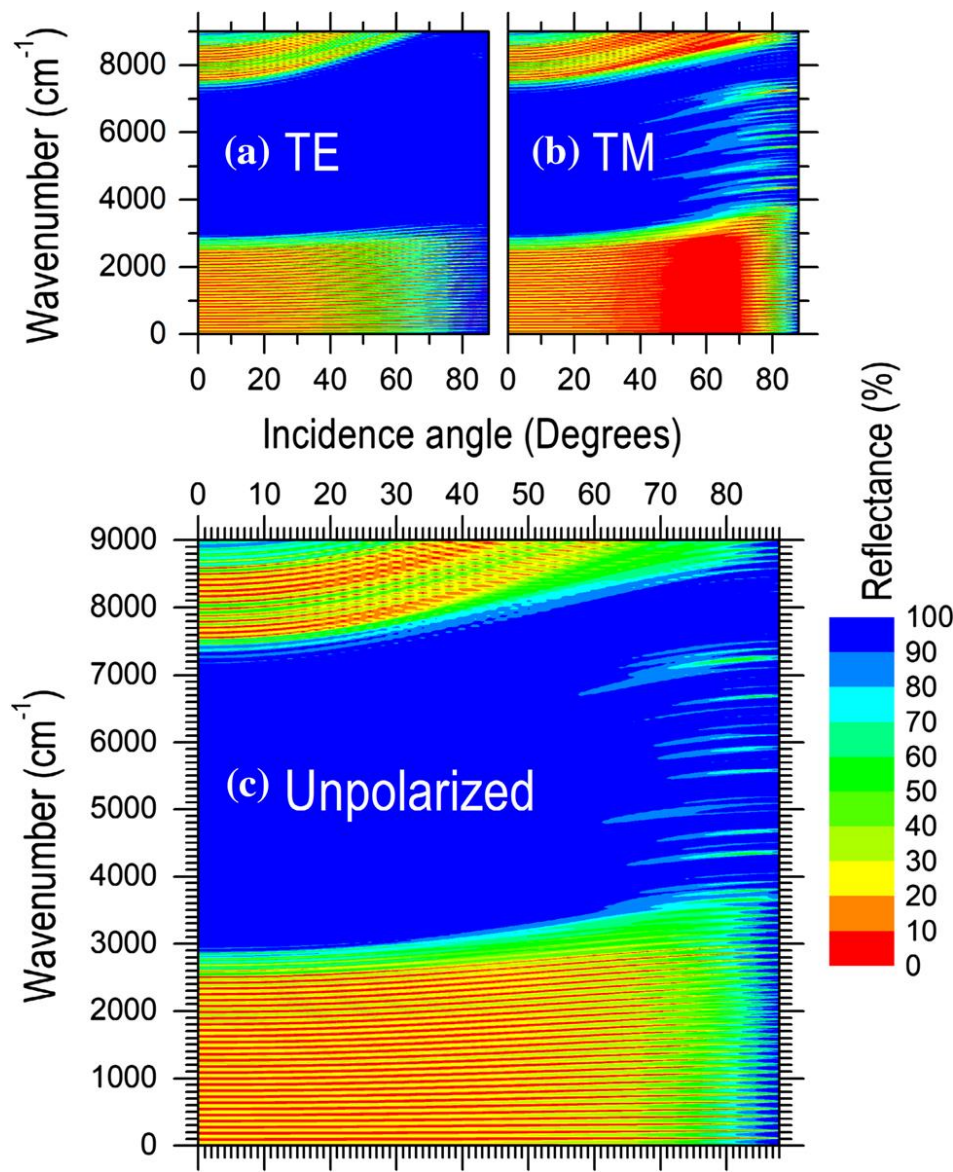 Wavenumber (cm-1)
8000
6000
4000
2000
0
(a) TE
(b) TM
0 20 40 60 80 0 20 40 60 80
Incidence angle (Degrees)
0 10 20 30 40 50 60 70 80
Wavenumber (cm-1)
9000
8000
7000
6000
5000
4000
3000
2000
1000
0
(c) Unpolarized
Reflectance (%)
100
90
80
70
60
50
40
30
20
10
0